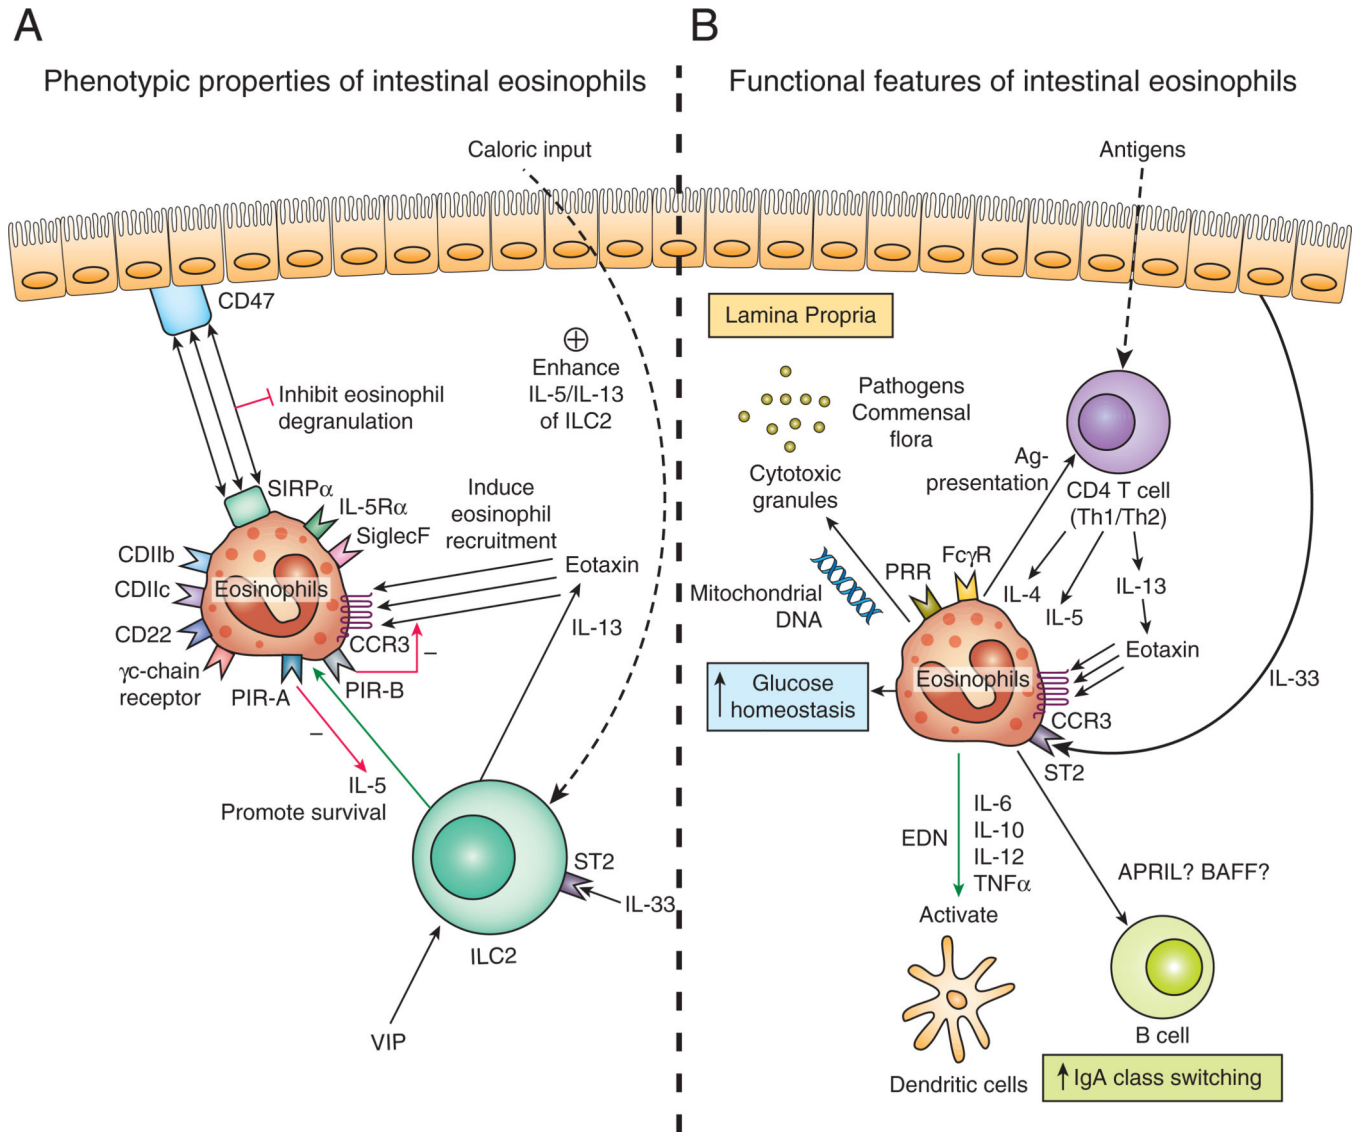 A
Phenotypic properties of intestinal eosinophils
Caloric input
CD47
Enhance
IL-5/IL-13
of ILC2
Inhibit eosinophil
degranulation
SIRPα
IL-5Rα
SiglecF
Induce
eosinophil
recruitment
CDIIb
CDIIc
CD22
γc-chain
receptor
Eosinophils
Eotaxin
CCR3
IL-13
–
PIR-A
PIR-B
–
IL-5
Promote survival
ST2
IL-33
ILC2
VIP
B
Functional features of intestinal eosinophils
Antigens
Lamina Propria
Pathogens
Commensal
flora
Cytotoxic
granules
Ag-
presentation
CD4 T cell
(Th1/Th2)
Mitochondrial
DNA
PRR
FcγR
IL-4
IL-5
IL-13
Eotaxin
Glucose
homeostasis
Eosinophils
CCR3
ST2
IL-33
EDN
IL-6
IL-10
IL-12
TNFα
Activate
Dendritic cells
APRIL? BAFF?
B cell
IgA class switching